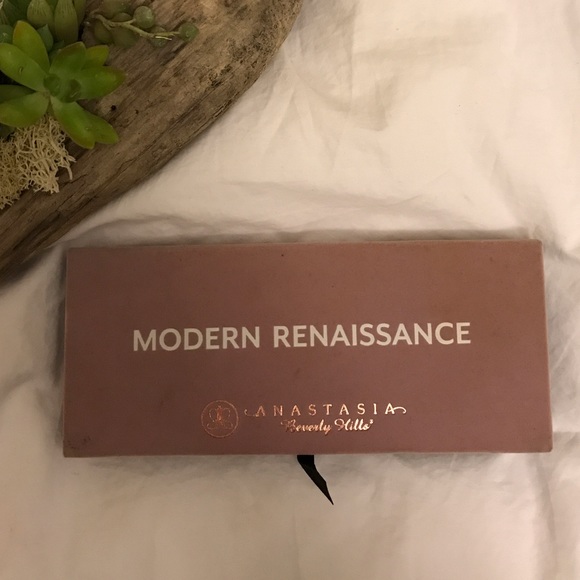 MODERN RENAISSANCE
ANASTASIA
Beverly Hills